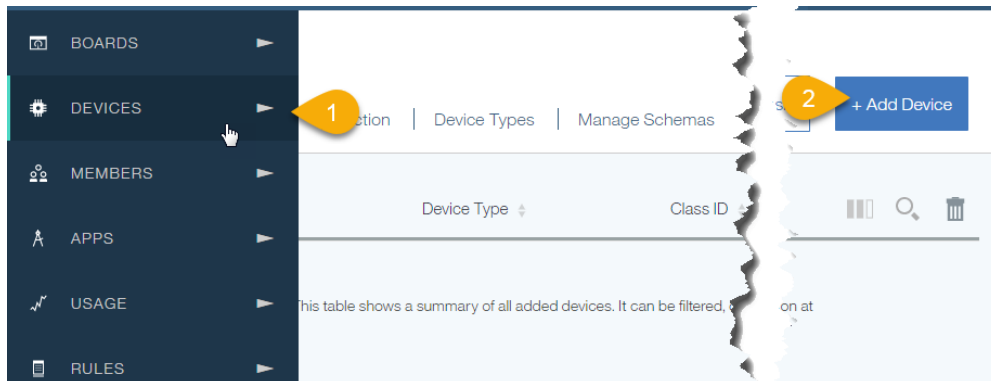 BOARDS
DEVICES
1
Device Types
Manage Schemas
2
+ Add Device
MEMBERS
Device Type
Class ID
APPS
USAGE
This table shows a summary of all added devices. It can be filtered,
on at
RULES